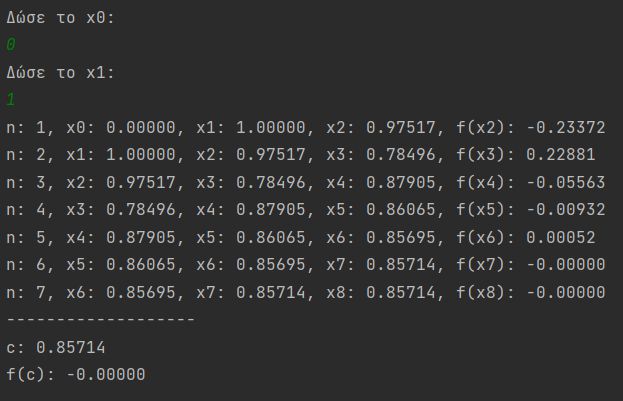 Δώσε το x0:
0
Δώσε το x1:
1
n: 1, x0: 0.00000, x1: 1.00000, x2: 0.97517, f(x2): -0.23372
n: 2, x1: 1.00000, x2: 0.97517, x3: 0.78496, f(x3): 0.22881
n: 3, x2: 0.97517, x3: 0.78496, x4: 0.87905, f(x4): -0.05563
n: 4, x3: 0.78496, x4: 0.87905, x5: 0.86065, f(x5): -0.00932
n: 5, x4: 0.87905, x5: 0.86065, x6: 0.85695, f(x6): 0.00052
n: 6, x5: 0.86065, x6: 0.85695, x7: 0.85714, f(x7): -0.00000
n: 7, x6: 0.85695, x7: 0.85714, x8: 0.85714, f(x8): -0.00000
-------------------
c: 0.85714
f(c): -0.00000